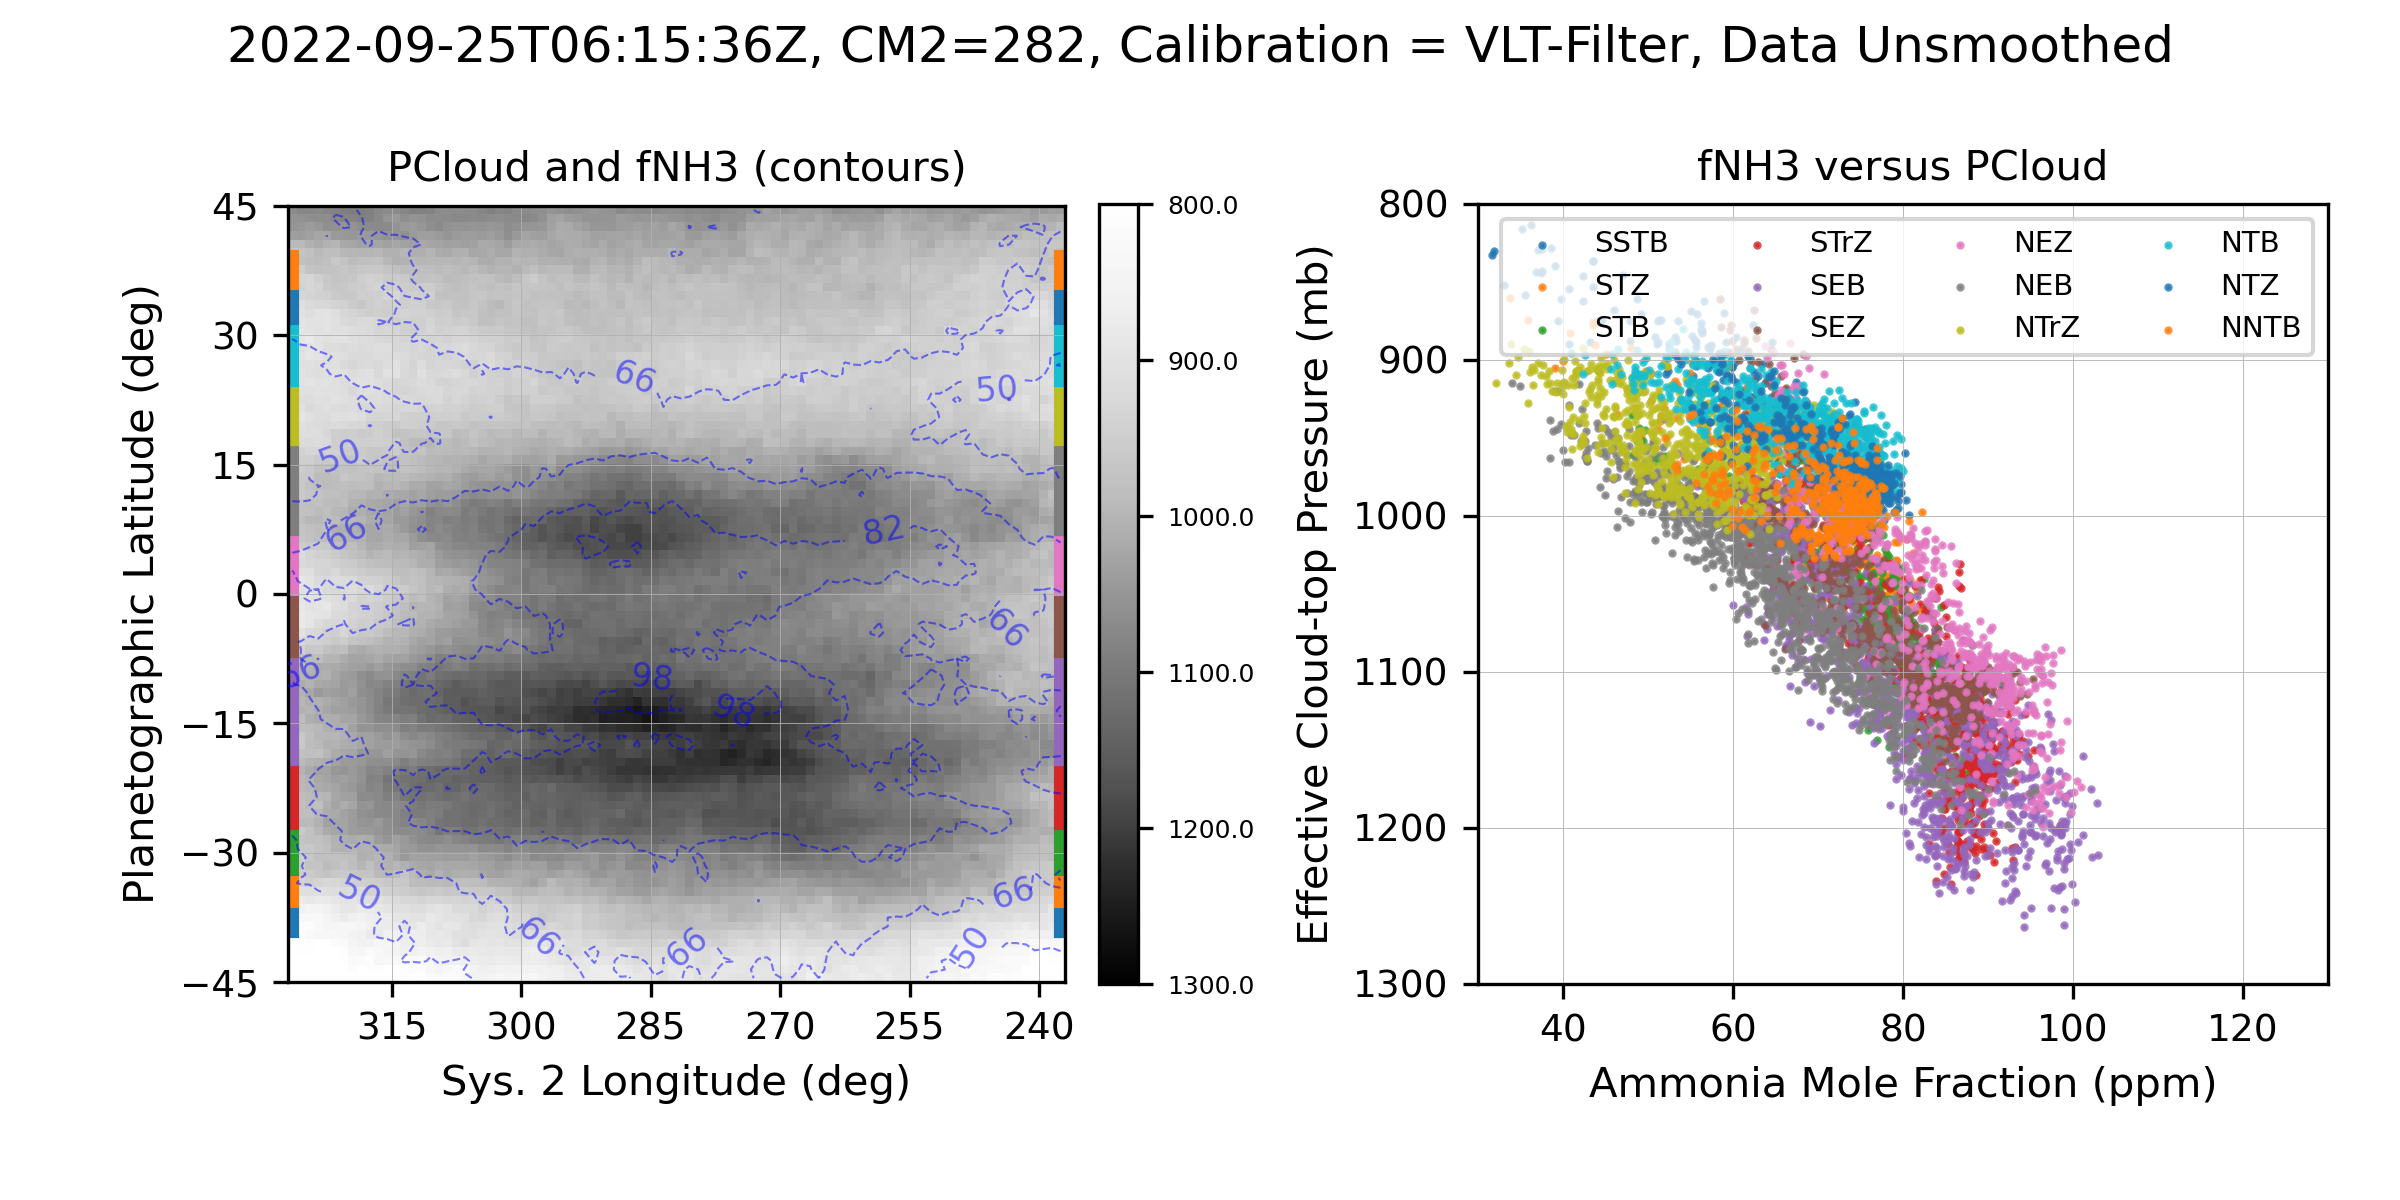 2022-09-25T06:15:36Z, CM2=282, Calibration = VLT-Filter, Data Unsmoothed
PCloud and fNH3 (contours)
Planetographic Latitude (deg)
45
30
15
0
−15
−30
−45
315 300 285 270 255 240
Sys. 2 Longitude (deg)
66
50
50
66
82
66
66
98
98
50
66
66
66
50
800.0
900.0
1000.0
1100.0
1200.0
1300.0
fNH3 versus PCloud
Effective Cloud-top Pressure (mb)
800
900
1000
1100
1200
1300
SSTB STrZ NEZ NTB
STZ SEB NEB NTZ
STB SEZ NTrZ NNTB
40 60 80 100 120
Ammonia Mole Fraction (ppm)